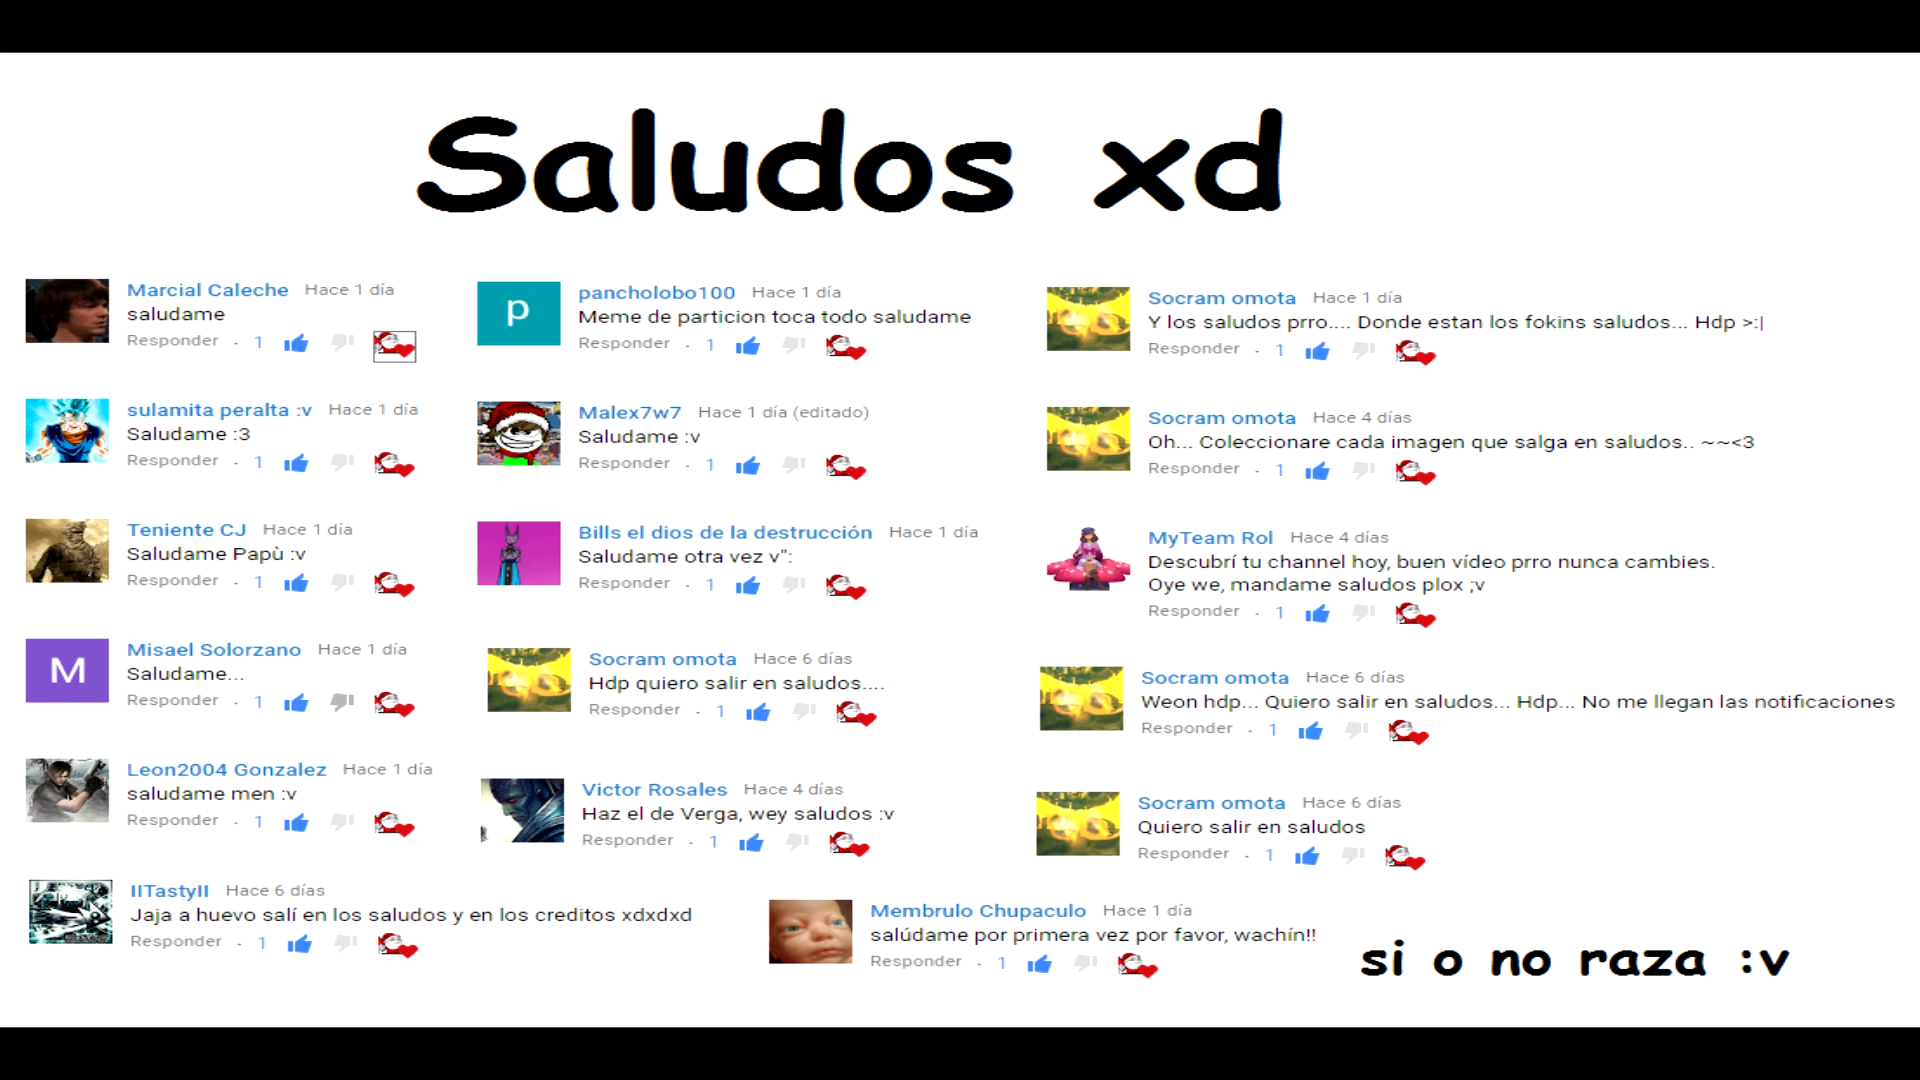 Saludos xd
Marcial Caleche Hace 1 día
saludame
Responder . 1
sulamita peralta :v Hace 1 día
Saludame :3
Responder . 1
Teniente CJ Hace 1 día
Saludame Papù :v
Responder . 1
M
Misael Solorzano Hace 1 día
Saludame...
Responder . 1
Leon2004 Gonzalez Hace 1 día
saludame men :v
Responder . 1
IITastyII Hace 6 días
Jaja a huevo salí en los saludos y en los creditos xdxdxd
Responder . 1
p
pancholobo100 Hace 1 día
Meme de particion toca todo saludame
Responder . 1
Malex7w7 Hace 1 día (editado)
Saludame :v
Responder . 1
Bills el dios de la destrucción Hace 1 día
Saludame otra vez v":
Responder . 1
Socram omota Hace 6 días
Hdp quiero salir en saludos....
Responder . 1
Victor Rosales Hace 4 días
Haz el de Verga, wey saludos :v
Responder . 1
Membrulo Chupaculo Hace 1 día
salúdame por primera vez por favor, wachín!!
Responder . 1
Socram omota Hace 1 día
Y los saludos prro.... Donde estan los fokins saludos... Hdp >:|
Responder . 1
Socram omota Hace 4 días
Oh... Coleccionare cada imagen que salga en saludos.. ~~<3
Responder . 1
MyTeam Rol Hace 4 días
Descubrí tu channel hoy, buen vídeo prro nunca cambies.
Oye we, mandame saludos plox ;v
Responder . 1
Socram omota Hace 6 días
Weon hdp... Quiero salir en saludos... Hdp... No me llegan las notificaciones
Responder . 1
Socram omota Hace 6 días
Quiero salir en saludos
Responder . 1
si o no raza :v